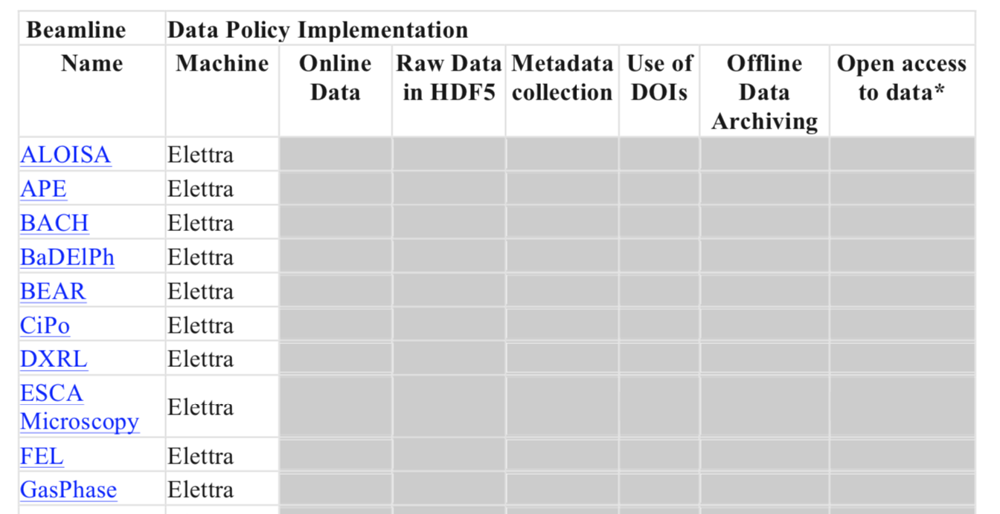 Beamline Data Policy Implementation
Name Machine Online Data Raw Data in HDF5 Metadata collection Use of DOIs Offline Data Archiving Open access to data*
ALOISA Elettra
APE Elettra
BACH Elettra
BaDElPh Elettra
BEAR Elettra
CiPo Elettra
DXRL Elettra
ESCA Microscopy Elettra
FEL Elettra
GasPhase Elettra